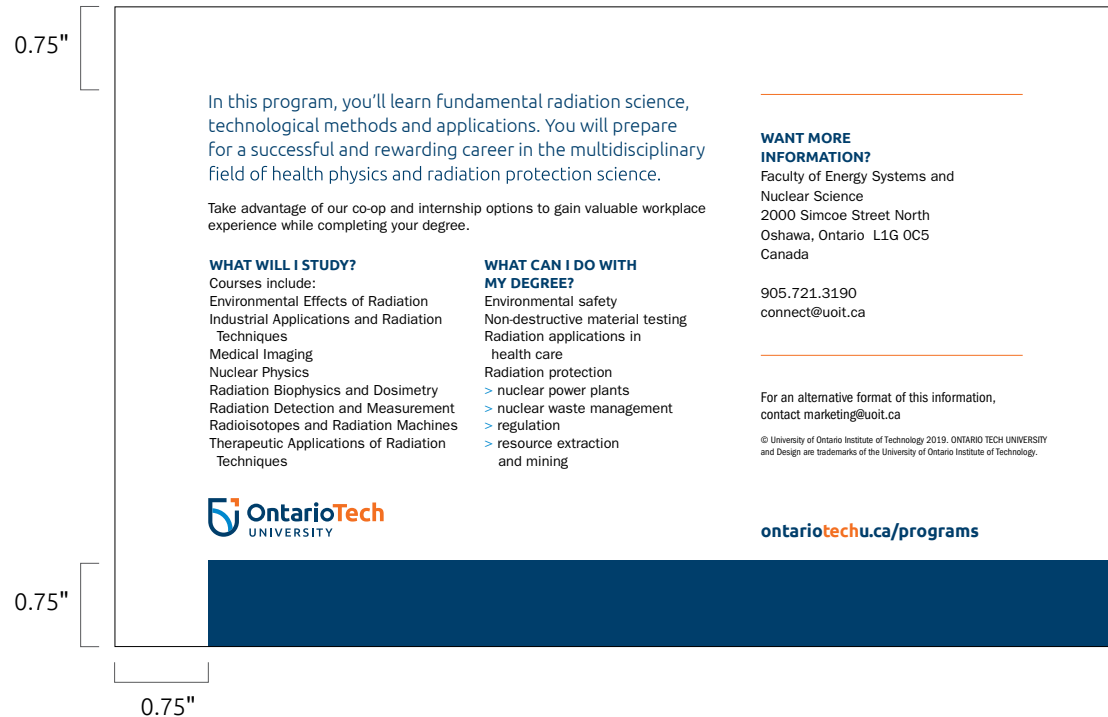 0.75"
In this program, you'll learn fundamental radiation science,
technological methods and applications. You will prepare
for a successful and rewarding career in the multidisciplinary
field of health physics and radiation protection science.
Take advantage of our co-op and internship options to gain valuable workplace
experience while completing your degree.
WHAT WILL I STUDY?
Courses include:
Environmental Effects of Radiation
Industrial Applications and Radiation
Techniques
Medical Imaging
Nuclear Physics
Radiation Biophysics and Dosimetry
Radiation Detection and Measurement
Radioisotopes and Radiation Machines
Therapeutic Applications of Radiation
Techniques
WHAT CAN I DO WITH
MY DEGREE?
Environmental safety
Non-destructive material testing
Radiation applications in
health care
Radiation protection
> nuclear power plants
> nuclear waste management
> regulation
> resource extraction
and mining
WANT MORE
INFORMATION?
Faculty of Energy Systems and
Nuclear Science
2000 Simcoe Street North
Oshawa, Ontario  L1G 0C5
Canada
905.721.3190
connect@uoit.ca
For an alternative format of this information,
contact marketing@uoit.ca
© University of Ontario Institute of Technology 2019. ONTARIO TECH UNIVERSITY
and Design are trademarks of the University of Ontario Institute of Technology.
OntarioTech
UNIVERSITY
ontariotechu.ca/programs
0.75"
0.75"